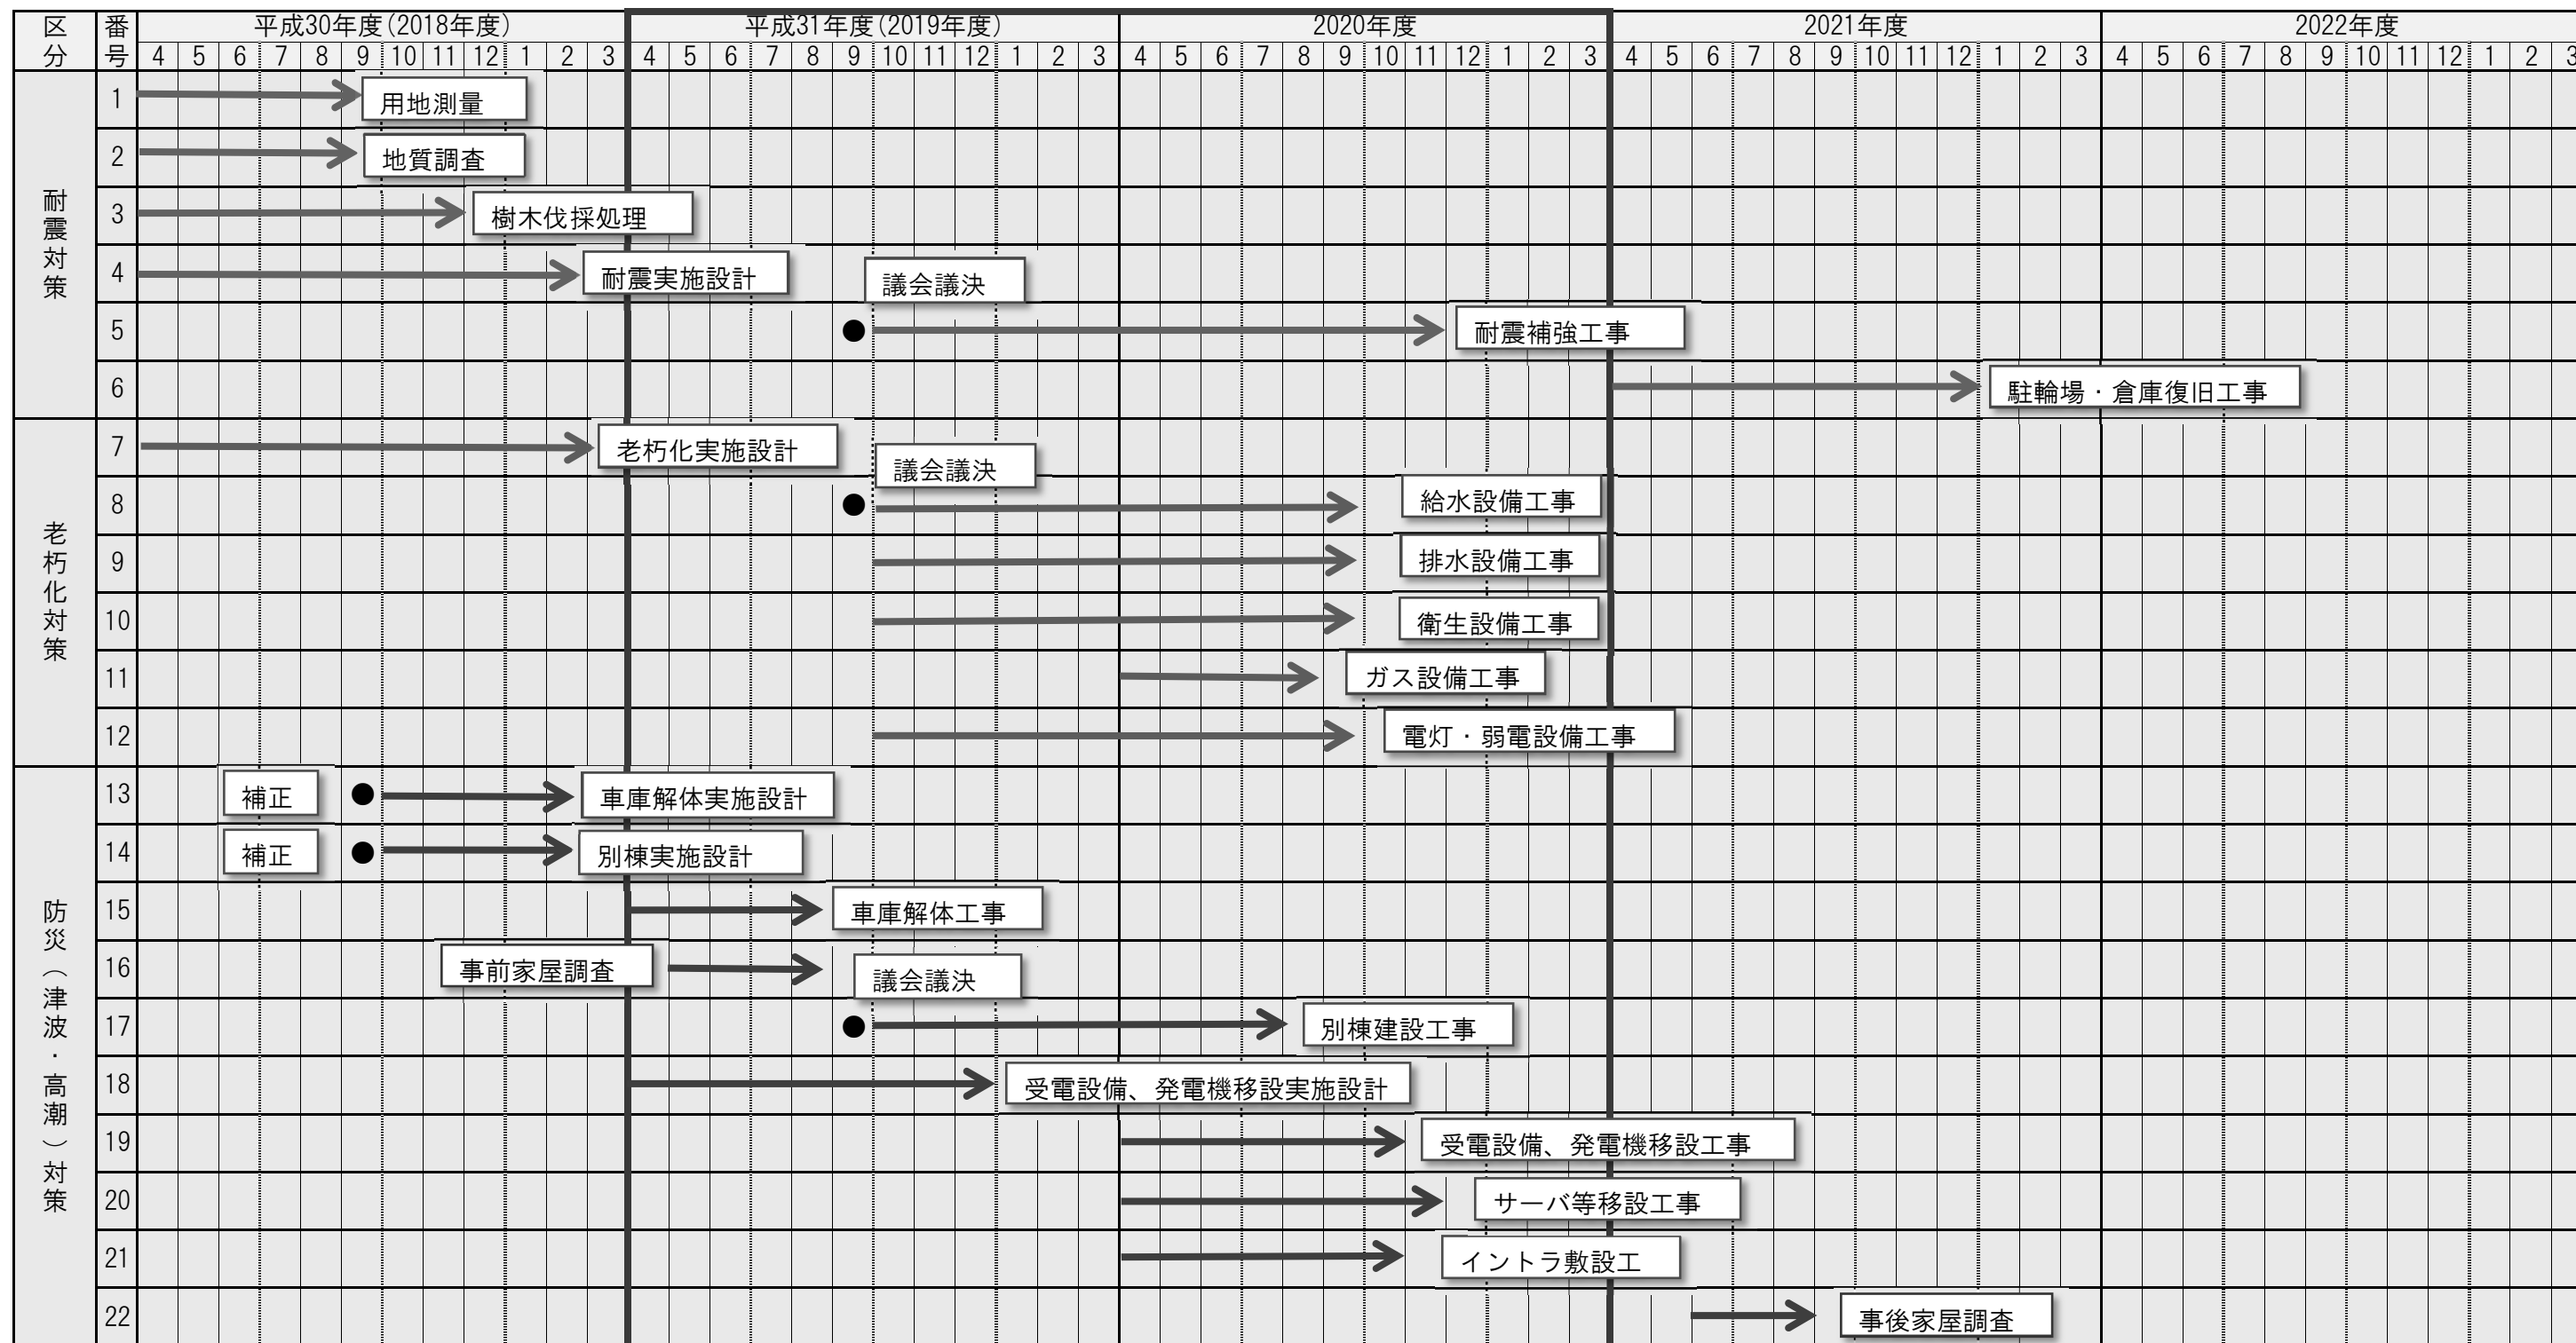 区分 番号 平成30年度(2018年度) 平成31年度(2019年度) 2020年度 2021年度 2022年度
4 5 6 7 8 9 10 11 12 1 2 3 4 5 6 7 8 9 10 11 12 1 2 3 4 5 6 7 8 9 10 11 12 1 2 3 4 5 6 7 8 9 10 11 12 1 2 3 4 5 6 7 8 9 10 11 12 1 2 3
耐震対策
1 用地測量
2 地質調査
3 樹木伐採処理
4 耐震実施設計 議会議決
5 ● 耐震補強工事
6 駐輪場・倉庫復旧工事
老朽化対策
7 老朽化実施設計 議会議決
8 ● 給水設備工事
9 排水設備工事
10 衛生設備工事
11 ガス設備工事
12 電灯・弱電設備工事
防災(津波・高潮)対策
13 補正 ● 車庫解体実施設計
14 補正 ● 別棟実施設計
15 車庫解体工事
16 事前家屋調査 議会議決
17 ● 別棟建設工事
18 受電設備、発電機移設実施設計
19 受電設備、発電機移設工事
20 サーバ等移設工事
21 イントラ敷設工
22 事後家屋調査